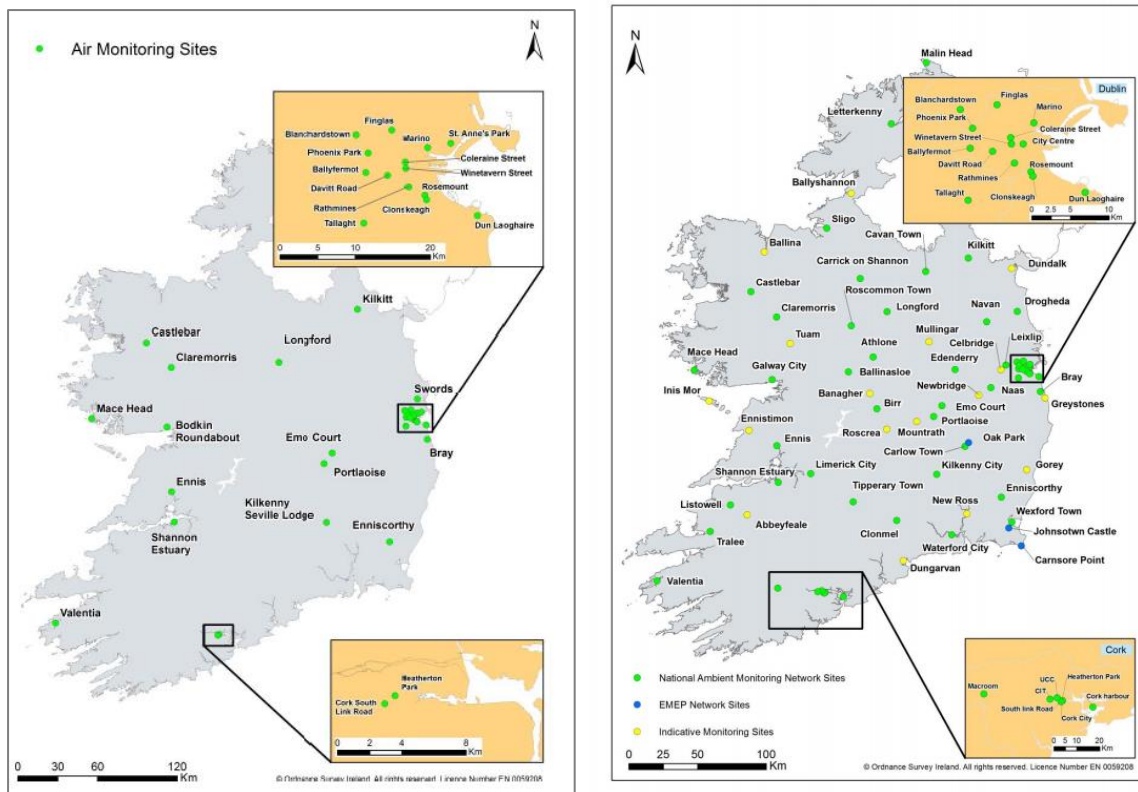 N
Air Monitoring Sites
Finglas
Blanchardstown
Marino
St. Anne's Park
Phoenix Park
Coleraine Street
Ballyfermot
Winetavern Street
Davitt Road
Rosemount
Rathmines
Clonskeagh
Tallaght
Dun Laoghaire
0 5 10 20
Km
Kilkitt
Castlebar
Longford
Claremorris
Swords
Mace Head
Bodkin
Roundabout
Emo Court
Bray
Portlaoise
Ennis
Kilkenny
Seville Lodge
Enniscorthy
Shannon
Estuary
Valentia
Heatherton
Park
Cork South
Link Road
0 2 4 8
Km
0 30 60 120
Km
© Ordnance Survey Ireland. All rights reserved. Licence Number EN 0059208
N
Malin Head
Dublin
Letterkenny
Finglas
Blanchardstown
Marino
Phoenix Park
Coleraine Street
Winetavern Street
City Centre
Ballyfermot
Davitt Road
Rosemount
Rathmines
Tallaght
Clonskeagh
Dun Laoghaire
0 2.5 5 10
Km
Ballyshannon
Sligo
Cavan Town
Ballina
Kilkitt
Carrick on Shannon
Dundalk
Castlebar
Roscommon Town
Claremorris
Longford
Navan
Drogheda
Tuam
Mullingar
Leixlip
Celbridge
Mace Head
Athlone
Edenderry
Galway City
Ballinasloe
Bray
Inis Mor
Newbridge
Naas
Banagher
Greystones
Birr
Emo Court
Ennistimon
Portlaoise
Roscrea
Mountrath
Oak Park
Ennis
Carlow Town
Limerick City
Kilkenny City
Gorey
Shannon Estuary
Tipperary Town
Enniscorthy
New Ross
Listowel
Wexford Town
Abbeyfeale
Johnsotwn Castle
Clonmel
Tralee
Waterford City
Carnsore Point
Dungarvan
Valentia
Cork
National Ambient Monitoring Network Sites
EMEP Network Sites
Indicative Monitoring Sites
UCC
Heatherton Park
Macroom
CIT
Cork harbour
South link Road
Cork City
0 5 10 20
Km
0 25 50 100
Km
© Ordnance Survey Ireland. All rights reserved. Licence Number EN 0059208